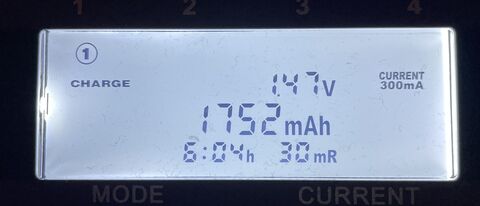 1 2 3 4
1
CHARGE
1.47V
CURRENT
300mA
1752mAh
6:04h 30mR
MODE CURRENT